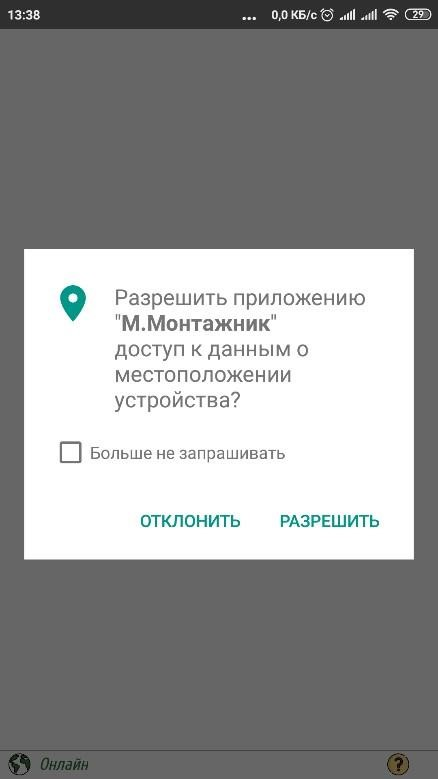 13:38 ... 0,0 КБ/с 29
Разрешить приложению
"М.Монтажник"
доступ к данным о
местоположении
устройства?
Больше не запрашивать
ОТКЛОНИТЬ РАЗРЕШИТЬ
Онлайн ?